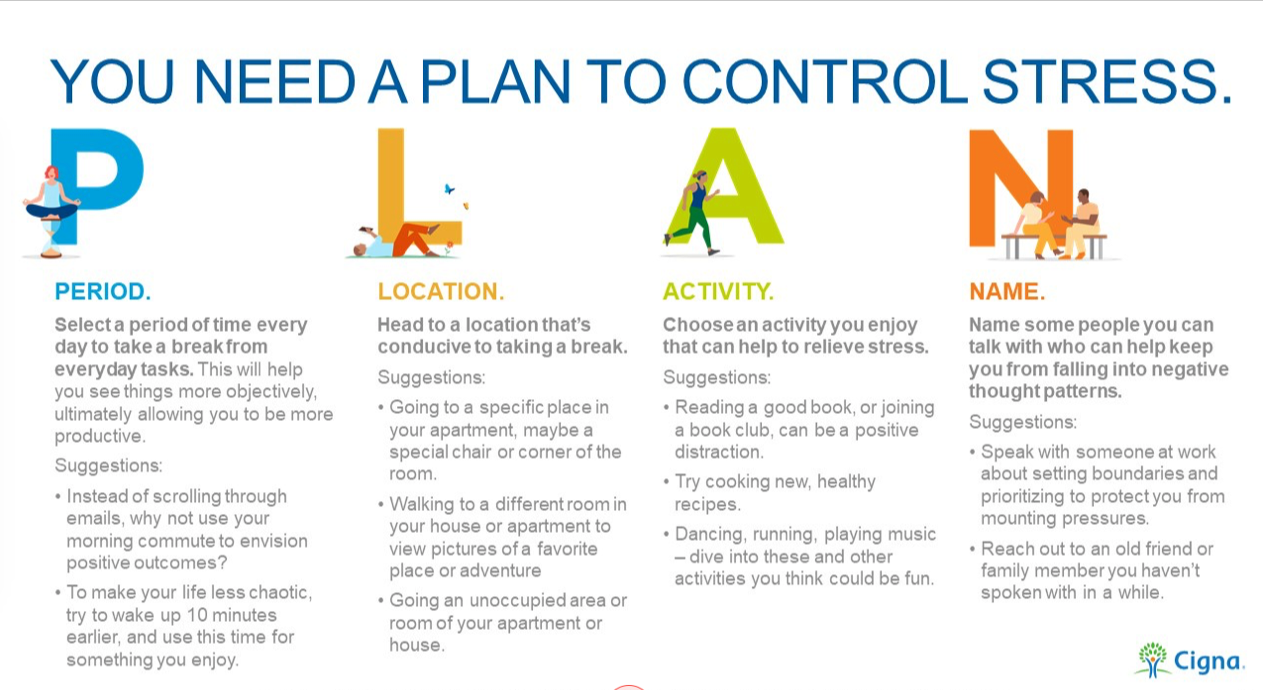 YOU NEED A PLAN TO CONTROL STRESS.
P
PERIOD.
Select a period of time every
day to take a break from
everyday tasks. This will help
you see things more objectively,
ultimately allowing you to be more
productive.
Suggestions:
• Instead of scrolling through
emails, why not use your
morning commute to envision
positive outcomes?
• To make your life less chaotic,
try to wake up 10 minutes
earlier, and use this time for
something you enjoy.
L
LOCATION.
Head to a location that's
conducive to taking a break.
Suggestions:
• Going to a specific place in
your apartment, maybe a
special chair or corner of the
room.
• Walking to a different room in
your house or apartment to
view pictures of a favorite
place or adventure
• Going an unoccupied area or
room of your apartment or
house.
A
ACTIVITY.
Choose an activity you enjoy
that can help to relieve stress.
Suggestions:
• Reading a good book, or joining
a book club, can be a positive
distraction.
• Try cooking new, healthy
recipes.
• Dancing, running, playing music
– dive into these and other
activities you think could be fun.
N
NAME.
Name some people you can
talk with who can help keep
you from falling into negative
thought patterns.
Suggestions:
• Speak with someone at work
about setting boundaries and
prioritizing to protect you from
mounting pressures.
• Reach out to an old friend or
family member you haven't
spoken with in a while.
Cigna.